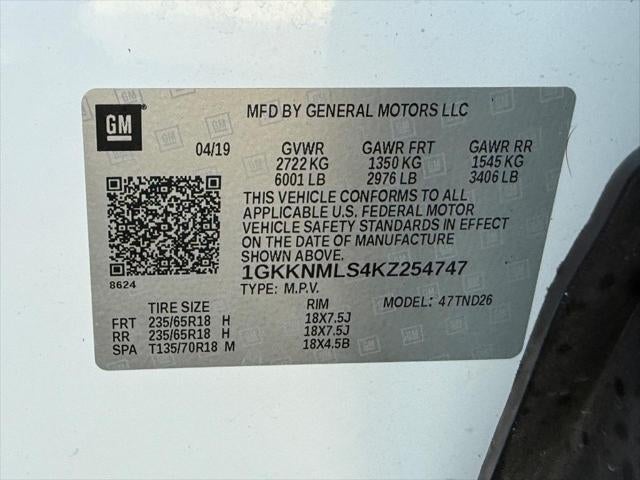 GM
MFD BY GENERAL MOTORS LLC
04/19 GVWR GAWR FRT GAWR RR
2722 KG 1350 KG 1545 KG
6001 LB 2976 LB 3406 LB
THIS VEHICLE CONFORMS TO ALL
APPLICABLE U.S. FEDERAL MOTOR
VEHICLE SAFETY STANDARDS IN EFFECT
ON THE DATE OF MANUFACTURE
SHOWN ABOVE.
8624
1GKKNMLS4KZ254747
TYPE: M.P.V. MODEL: 47TND26
TIRE SIZE RIM
FRT 235/65R18 H 18X7.5J
RR 235/65R18 H 18X7.5J
SPA T135/70R18 M 18X4.5B